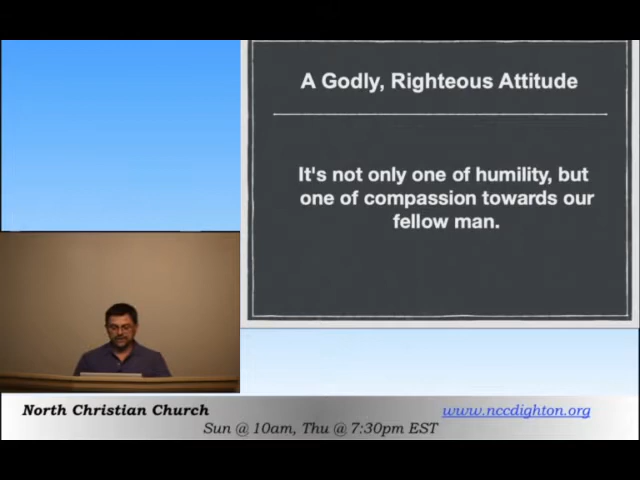 A Godly, Righteous Attitude
It's not only one of humility, but
one of compassion towards our
fellow man.
North Christian Church
www.nccdighton.org
Sun @ 10am, Thu @ 7:30pm EST